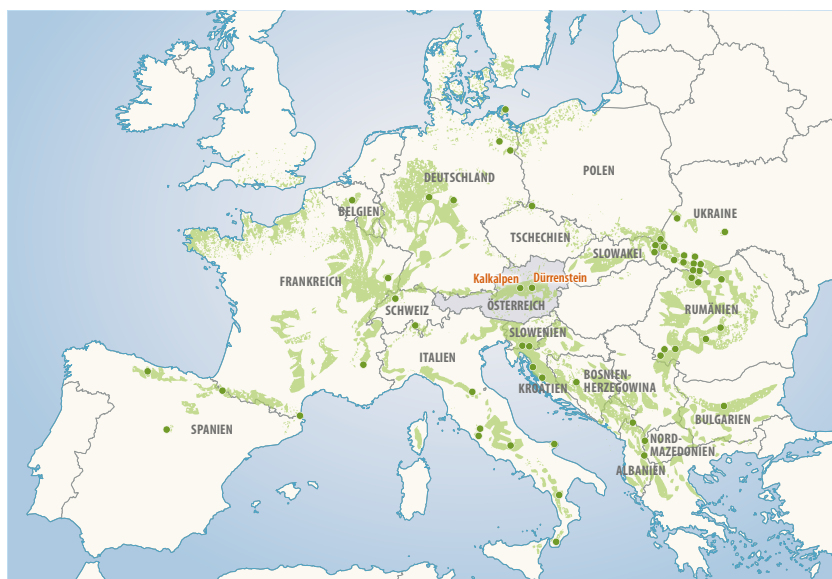 POLEN
DEUTSCHLAND
BELGIEN
UKRAINE
TSCHECHIEN
SLOWAKEI
FRANKREICH
Kalkalpen
Dürrenstein
SCHWEIZ
ÖSTERREICH
RUMÄNIEN
SLOWENIEN
ITALIEN
KROATIEN
BOSNIEN-
HERZEGOWINA
BULGARIEN
SPANIEN
NORD-
MAZEDONIEN
ALBANIEN